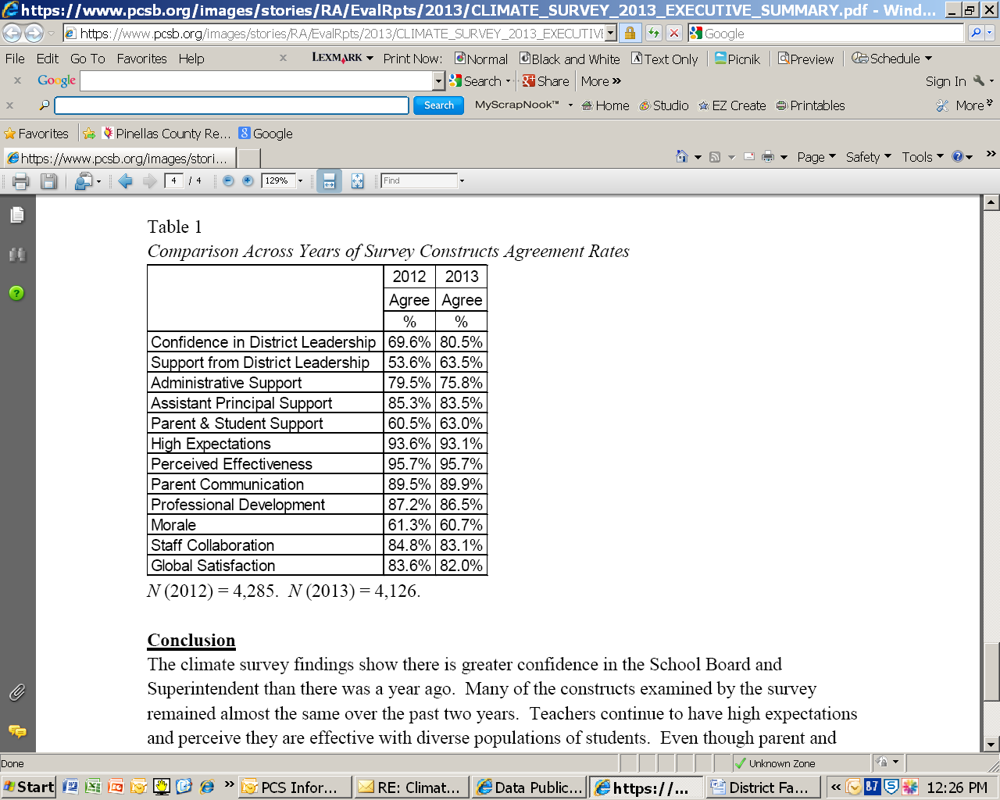 https://www.pcsb.org/images/stories/RA/EvalRpts/2013/CLIMATE_SURVEY_2013_EXECUTIVE_SUMMARY.pdf - Wind...
https://www.pcsb.org/images/stories/RA/EvalRpts/2013/CLIMATE_SURVEY_2013_EXECUTIVE Google
File Edit Go To Favorites Help x LEXMARK Print Now: Normal Black and White Text Only Picnik Preview Schedule
x Google Search Share More » Sign In
x Search MyScrapNook™ Home Studio EZ Create Printables More »
Favorites Pinellas County Re... Google
https://www.pcsb.org/images/stori... Page Safety Tools »
4 / 4 129% Find
Table 1
Comparison Across Years of Survey Constructs Agreement Rates
2012 2013
Agree Agree
% %
Confidence in District Leadership 69.6% 80.5%
Support from District Leadership 53.6% 63.5%
Administrative Support 79.5% 75.8%
Assistant Principal Support 85.3% 83.5%
Parent & Student Support 60.5% 63.0%
High Expectations 93.6% 93.1%
Perceived Effectiveness 95.7% 95.7%
Parent Communication 89.5% 89.9%
Professional Development 87.2% 86.5%
Morale 61.3% 60.7%
Staff Collaboration 84.8% 83.1%
Global Satisfaction 83.6% 82.0%
N (2012) = 4,285. N (2013) = 4,126.
Conclusion
The climate survey findings show there is greater confidence in the School Board and
Superintendent than there was a year ago. Many of the constructs examined by the survey
remained almost the same over the past two years. Teachers continue to have high expectations
and perceive they are effective with diverse populations of students. Even though parent and
Done Unknown Zone
Start » PCS Infor... RE: Climat... Data Public... https://... District Fa... « 87 12:26 PM